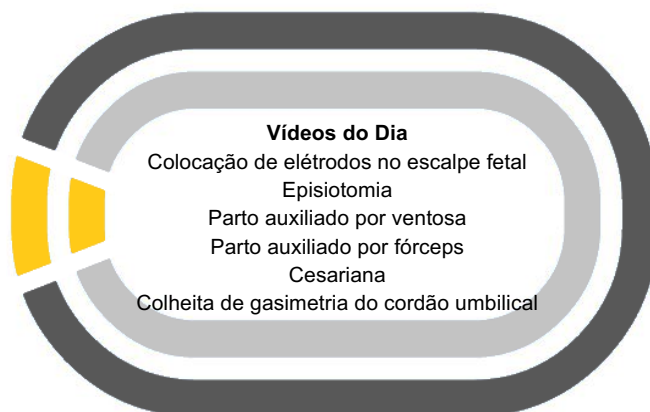 Vídeos do Dia
Colocação de elétrodos no escalpe fetal
Episiotomia
Parto auxiliado por ventosa
Parto auxiliado por fórceps
Cesariana
Colheita de gasimetria do cordão umbilical